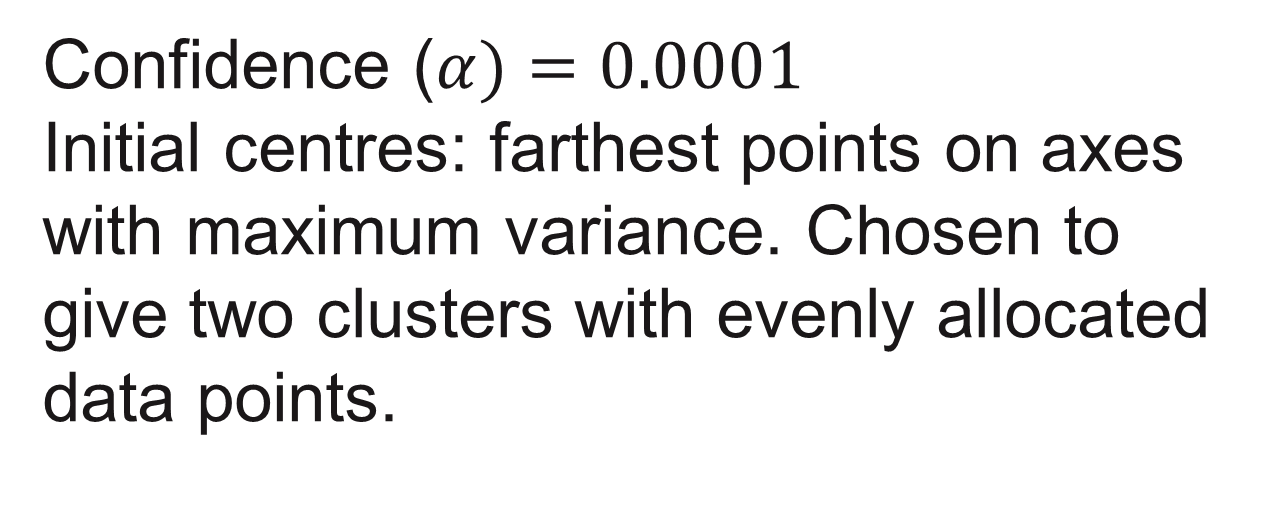 Confidence (α) = 0.0001
Initial centres: farthest points on axes
with maximum variance. Chosen to
give two clusters with evenly allocated
data points.